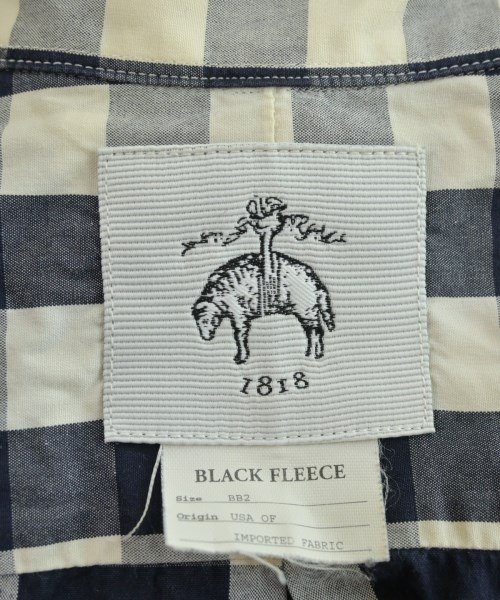 1818
BLACK FLEECE
Size BB2
Origin USA OF
IMPORTED FABRIC